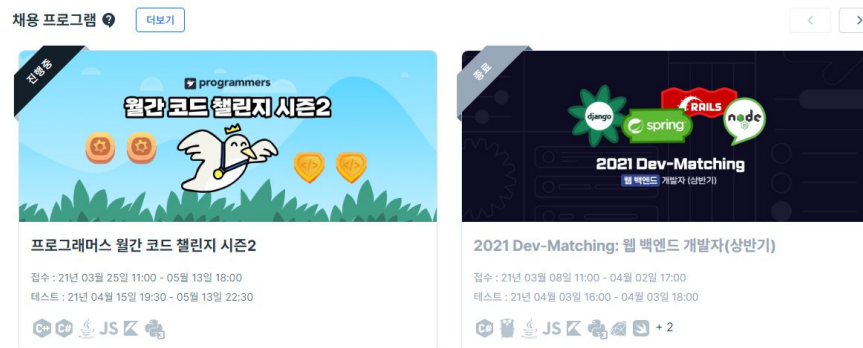 채용 프로그램 ?
더보기
진행중
programmers
월간 코드 챌린지 시즌2
</>
</>
프로그래머스 월간 코드 챌린지 시즌2
접수 : 21년 03월 25일 11:00 - 05월 13일 18:00
테스트 : 21년 04월 15일 19:30 - 05월 13일 22:30
C++ C# JS 3
종료
django
spring
RAILS
node
2021 Dev-Matching
웹 백엔드 개발자 (상반기)
2021 Dev-Matching: 웹 백엔드 개발자(상반기)
접수 : 21년 03월 08일 11:00 - 04월 02일 17:00
테스트 : 21년 04월 03일 16:00 - 04월 03일 18:00
C# JS 3 + 2